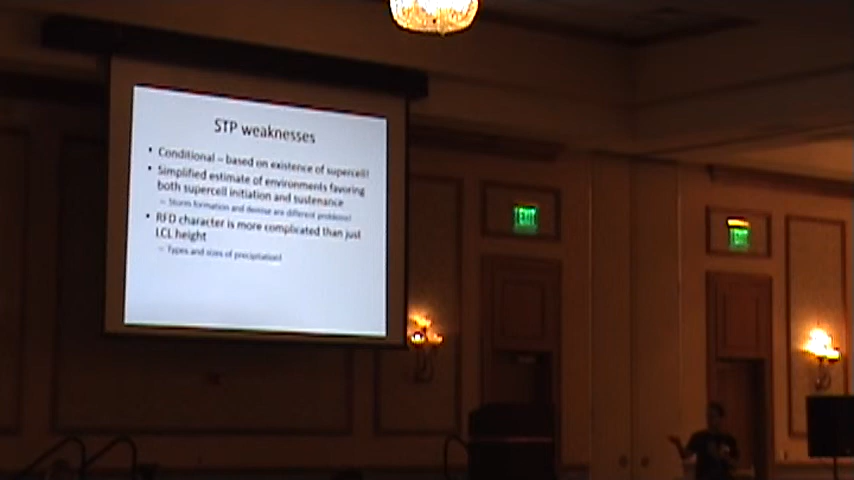 STP weaknesses
• Conditional – based on existence of supercell!
• Simplified estimate of environments favoring
both supercell initiation and sustenance
– Storm formation and demise are different problems!
• RFD character is more complicated than just
LCL height
– Types and sizes of precipitation!
EXIT
EXIT